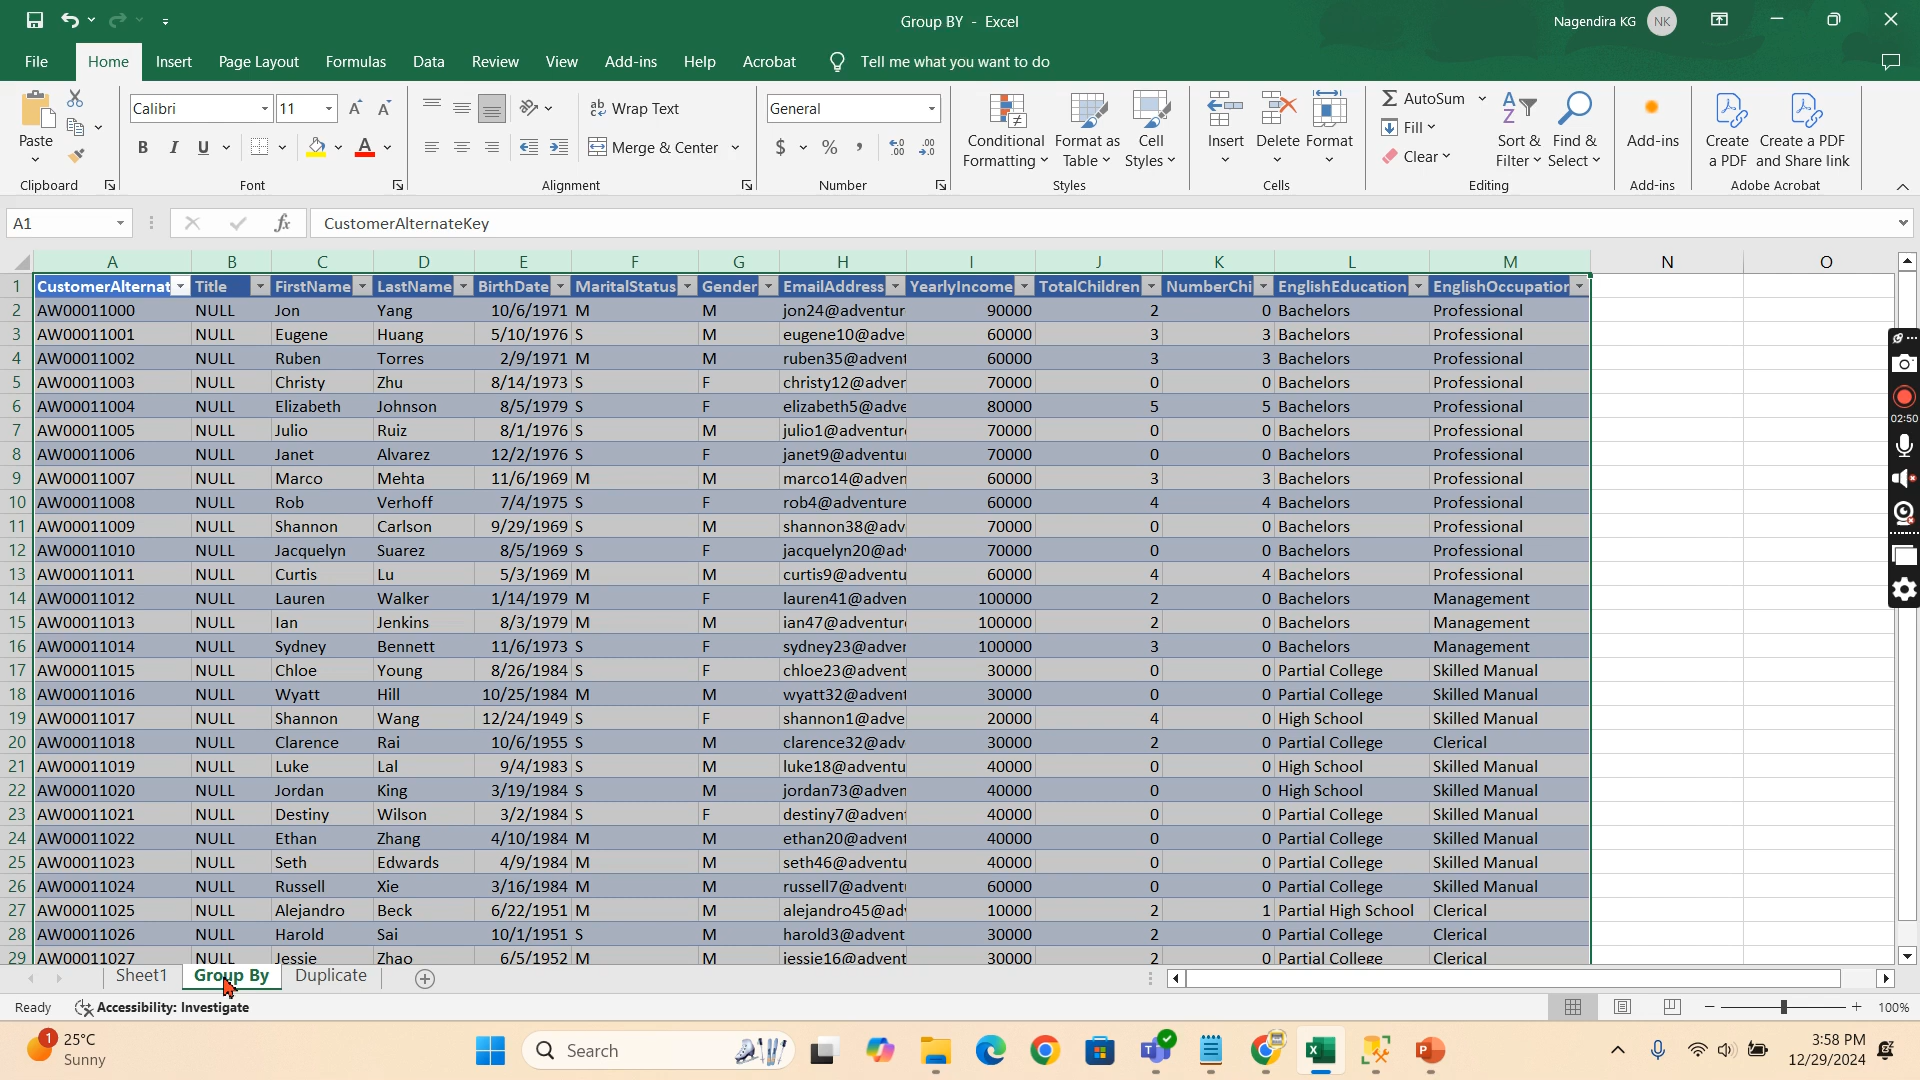 Group BY - Excel
Nagendira KG
NK
File Home Insert Page Layout Formulas Data Review View Add-ins Help Acrobat Tell me what you want to do
Calibri 11
Wrap Text
General
Paste
Merge & Center
$ % ,
B I U
Conditional Formatting
Format as Table
Cell Styles
Insert Delete Format
AutoSum
Fill
Clear
Sort & Filter
Find & Select
Add-ins
Create a PDF
Create a PDF and Share link
Clipboard Font Alignment Number Styles Cells Editing Add-ins Adobe Acrobat
A1 fx CustomerAlternateKey
A B C D E F G H I J K L M N O
1 CustomerAlternat Title FirstName LastName BirthDate MaritalStatus Gender EmailAddress YearlyIncome TotalChildren NumberChi EnglishEducation EnglishOccupation
2 AW00011000 NULL Jon Yang 10/6/1971 M M jon24@adventur 90000 2 0 Bachelors Professional
3 AW00011001 NULL Eugene Huang 5/10/1976 S M eugene10@adve 60000 3 3 Bachelors Professional
4 AW00011002 NULL Ruben Torres 2/9/1971 M M ruben35@advent 60000 3 3 Bachelors Professional
5 AW00011003 NULL Christy Zhu 8/14/1973 S F christy12@adver 70000 0 0 Bachelors Professional
6 AW00011004 NULL Elizabeth Johnson 8/5/1979 S F elizabeth5@adve 80000 5 5 Bachelors Professional
7 AW00011005 NULL Julio Ruiz 8/1/1976 S M julio1@adventur 70000 0 0 Bachelors Professional
8 AW00011006 NULL Janet Alvarez 12/2/1976 S F janet9@adventu 70000 0 0 Bachelors Professional
9 AW00011007 NULL Marco Mehta 11/6/1969 M M marco14@adven 60000 3 3 Bachelors Professional
10 AW00011008 NULL Rob Verhoff 7/4/1975 S F rob4@adventure 60000 4 4 Bachelors Professional
11 AW00011009 NULL Shannon Carlson 9/29/1969 S M shannon38@adv 70000 0 0 Bachelors Professional
12 AW00011010 NULL Jacquelyn Suarez 8/5/1969 S F jacquelyn20@ad 70000 0 0 Bachelors Professional
13 AW00011011 NULL Curtis Lu 5/3/1969 M M curtis9@adventu 60000 4 4 Bachelors Professional
14 AW00011012 NULL Lauren Walker 1/14/1979 M F lauren41@adven 100000 2 0 Bachelors Management
15 AW00011013 NULL Ian Jenkins 8/3/1979 M M ian47@adventur 100000 2 0 Bachelors Management
16 AW00011014 NULL Sydney Bennett 11/6/1973 S F sydney23@adver 100000 3 0 Bachelors Management
17 AW00011015 NULL Chloe Young 8/26/1984 S F chloe23@advent 30000 0 0 Partial College Skilled Manual
18 AW00011016 NULL Wyatt Hill 10/25/1984 M M wyatt32@advent 30000 0 0 Partial College Skilled Manual
19 AW00011017 NULL Shannon Wang 12/24/1949 S F shannon1@adve 20000 4 0 High School Skilled Manual
20 AW00011018 NULL Clarence Rai 10/6/1955 S M clarence32@adv 30000 2 0 Partial College Clerical
21 AW00011019 NULL Luke Lal 9/4/1983 S M luke18@adventu 40000 0 0 High School Skilled Manual
22 AW00011020 NULL Jordan King 3/19/1984 S M jordan73@adven 40000 0 0 High School Skilled Manual
23 AW00011021 NULL Destiny Wilson 3/2/1984 S F destiny7@advent 40000 0 0 Partial College Skilled Manual
24 AW00011022 NULL Ethan Zhang 4/10/1984 M M ethan20@advent 40000 0 0 Partial College Skilled Manual
25 AW00011023 NULL Seth Edwards 4/9/1984 M M seth46@adventu 40000 0 0 Partial College Skilled Manual
26 AW00011024 NULL Russell Xie 3/16/1984 M M russell7@advent 60000 0 0 Partial College Skilled Manual
27 AW00011025 NULL Alejandro Beck 6/22/1951 M M alejandro45@ad 10000 2 1 Partial High School Clerical
28 AW00011026 NULL Harold Sai 10/1/1951 S M harold3@advent 30000 2 0 Partial College Clerical
29 AW00011027 NULL Jessie Zhao 6/5/1952 M M jessie16@advent 30000 2 0 Partial College Clerical
02:50
Sheet1 Group By Duplicate
Ready Accessibility: Investigate 100%
1 25°C
Sunny
Search
3:58 PM
12/29/2024